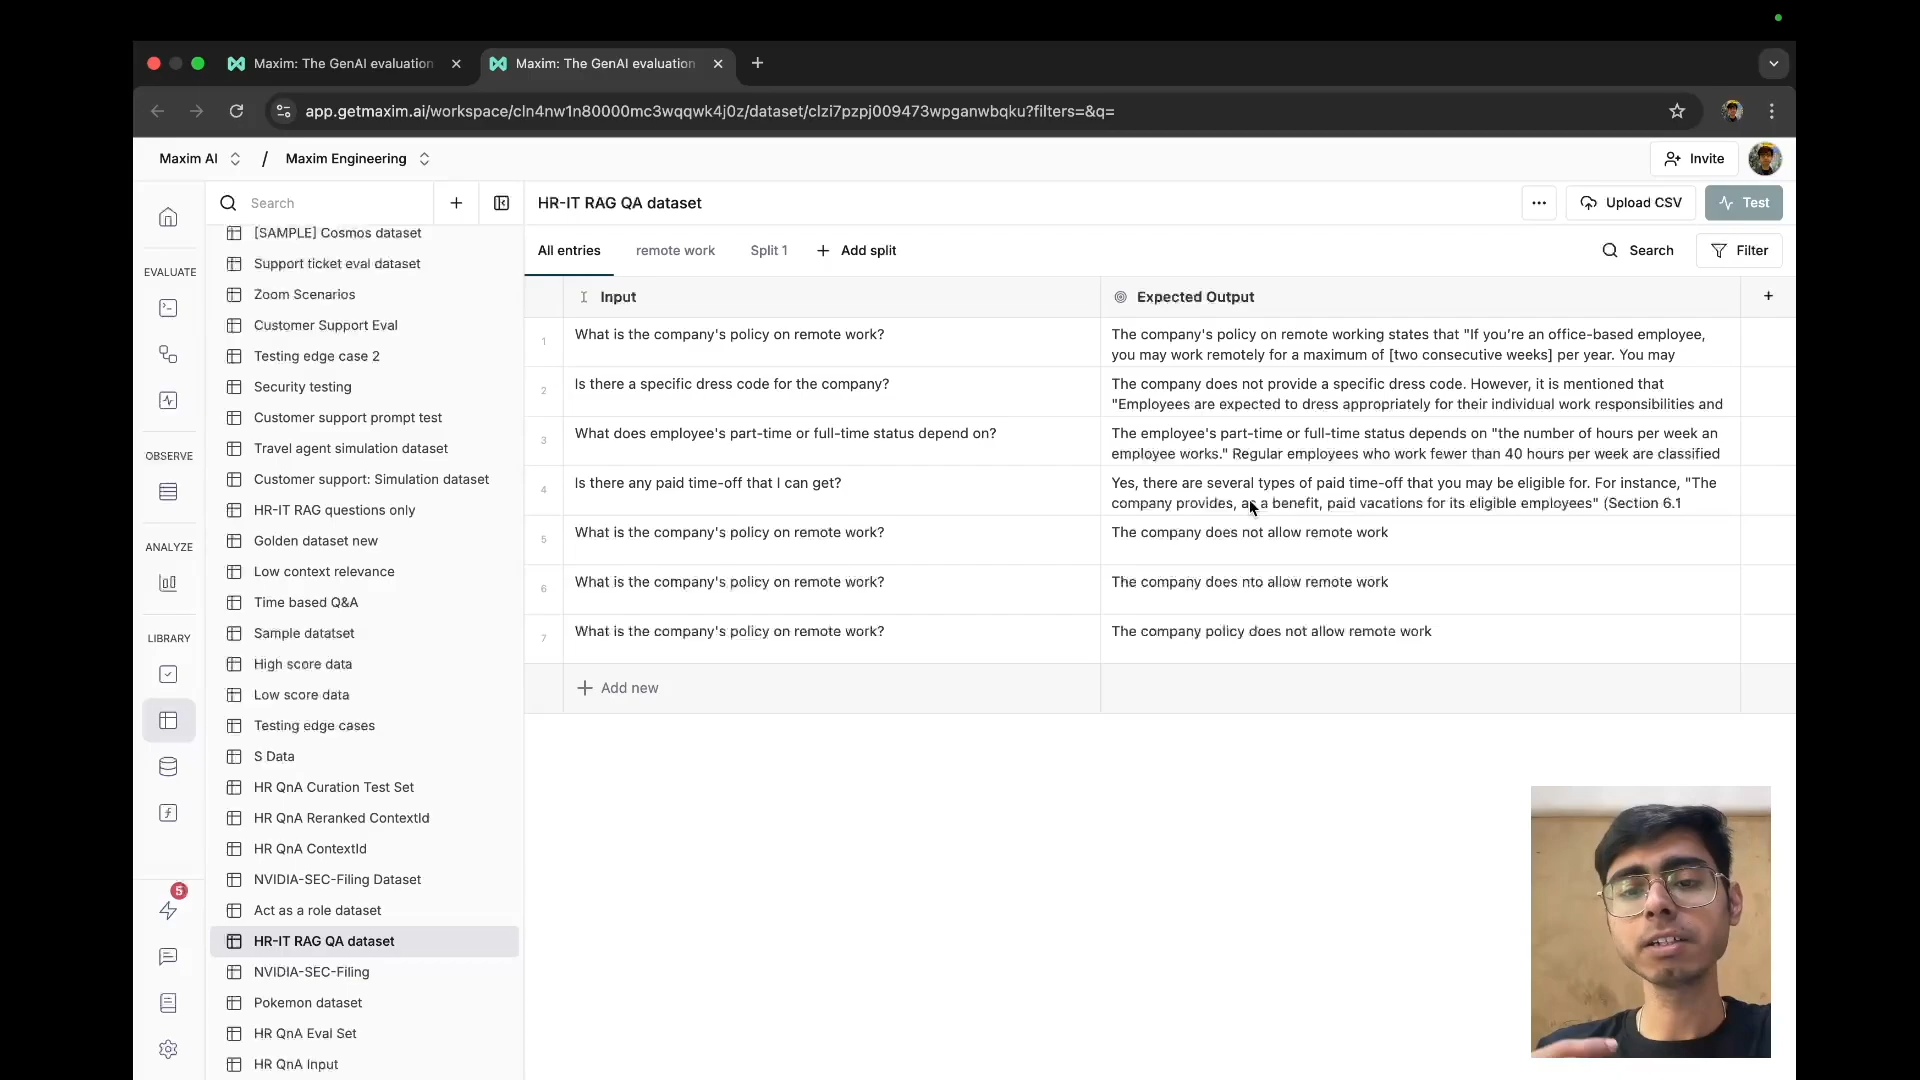 Maxim: The GenAI evaluation
Maxim: The GenAI evaluation
app.getmaxim.ai/workspace/cln4nw1n80000mc3wqqwk4j0z/dataset/clzi7pzpj009473wpganwbqku?filters=&q=
Maxim AI / Maxim Engineering
Invite
Search
HR-IT RAG QA dataset
Upload CSV
Test
All entries
remote work
Split 1
Add split
Search
Filter
EVALUATE
OBSERVE
ANALYZE
LIBRARY
5
[SAMPLE] Cosmos dataset
Support ticket eval dataset
Zoom Scenarios
Customer Support Eval
Testing edge case 2
Security testing
Customer support prompt test
Travel agent simulation dataset
Customer support: Simulation dataset
HR-IT RAG questions only
Golden dataset new
Low context relevance
Time based Q&A
Sample datatset
High score data
Low score data
Testing edge cases
S Data
HR QnA Curation Test Set
HR QnA Reranked ContextId
HR QnA ContextId
NVIDIA-SEC-Filing Dataset
Act as a role dataset
HR-IT RAG QA dataset
NVIDIA-SEC-Filing
Pokemon dataset
HR QnA Eval Set
HR QnA Input
Input
Expected Output
1
What is the company's policy on remote work?
The company's policy on remote working states that "If you're an office-based employee,
you may work remotely for a maximum of [two consecutive weeks] per year. You may
2
Is there a specific dress code for the company?
The company does not provide a specific dress code. However, it is mentioned that
"Employees are expected to dress appropriately for their individual work responsibilities and
3
What does employee's part-time or full-time status depend on?
The employee's part-time or full-time status depends on "the number of hours per week an
employee works." Regular employees who work fewer than 40 hours per week are classified
4
Is there any paid time-off that I can get?
Yes, there are several types of paid time-off that you may be eligible for. For instance, "The
company provides, as a benefit, paid vacations for its eligible employees" (Section 6.1
5
What is the company's policy on remote work?
The company does not allow remote work
6
What is the company's policy on remote work?
The company does nto allow remote work
7
What is the company's policy on remote work?
The company policy does not allow remote work
Add new